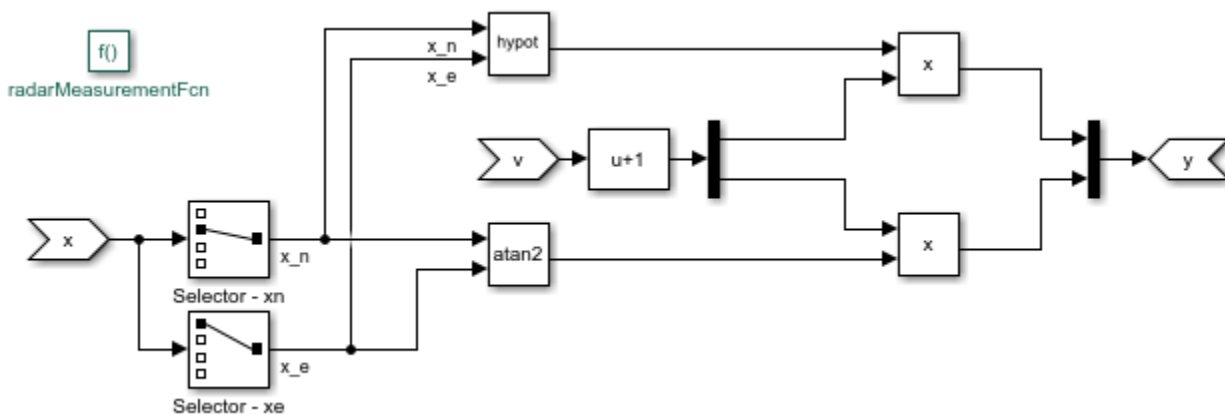 f()
radarMeasurementFcn
x_n
x_e
hypot
x
v
u+1
y
x
x_n
Selector - xn
atan2
x
x_e
Selector - xe